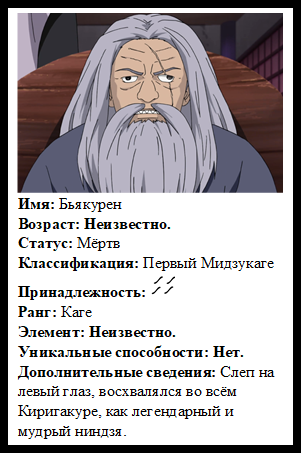 Имя: Бьякурен
Возраст: Неизвестно.
Статус: Мёртв
Классификация: Первый Мидзукаге
Принадлежность:
Ранг: Каге
Элемент: Неизвестно.
Уникальные способности: Нет.
Дополнительные сведения: Слеп на
левый глаз, восхвалялся во всём
Киригакуре, как легендарный и
мудрый ниндзя.